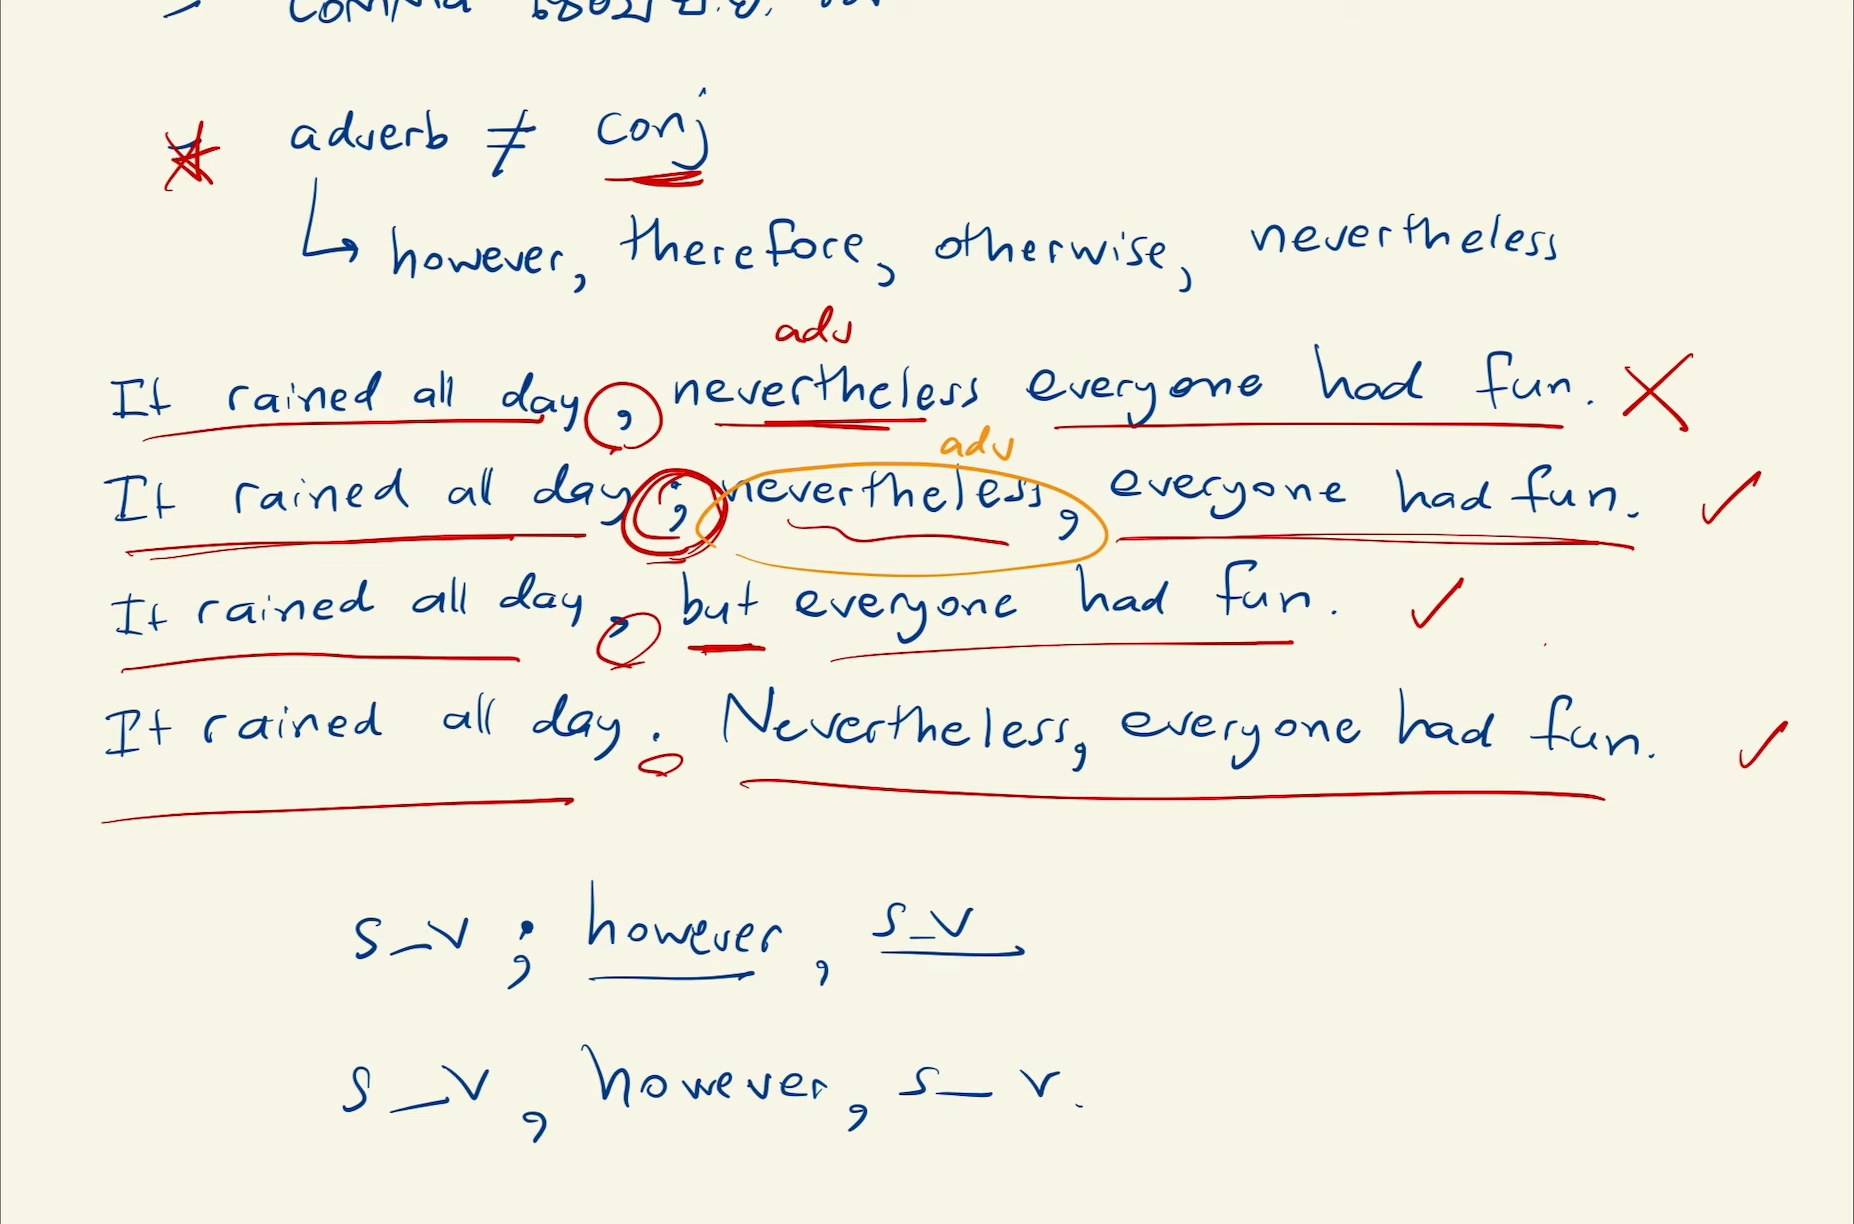 comma
adverb ≠ conj
↳ however, therefore, otherwise, nevertheless
adv
It rained all day, nevertheless everyone had fun. ✗
adv
It rained all day; nevertheless, everyone had fun. ✓
It rained all day, but everyone had fun. ✓
It rained all day. Nevertheless, everyone had fun. ✓
S_V ; however, S_V
S_V, however, S_V.